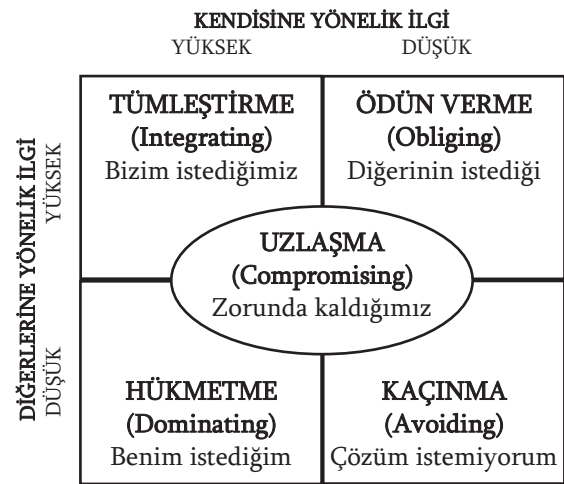 KENDİSİNE YÖNELİK İLGİ
YÜKSEK DÜŞÜK
DİĞERLERİNE YÖNELİK İLGİ
YÜKSEK
DÜŞÜK
TÜMLEŞTİRME
(Integrating)
Bizim istediğimiz
ÖDÜN VERME
(Obliging)
Diğerinin istediği
UZLAŞMA
(Compromising)
Zorunda kaldığımız
HÜKMETME
(Dominating)
Benim istediğim
KAÇINMA
(Avoiding)
Çözüm istemiyorum